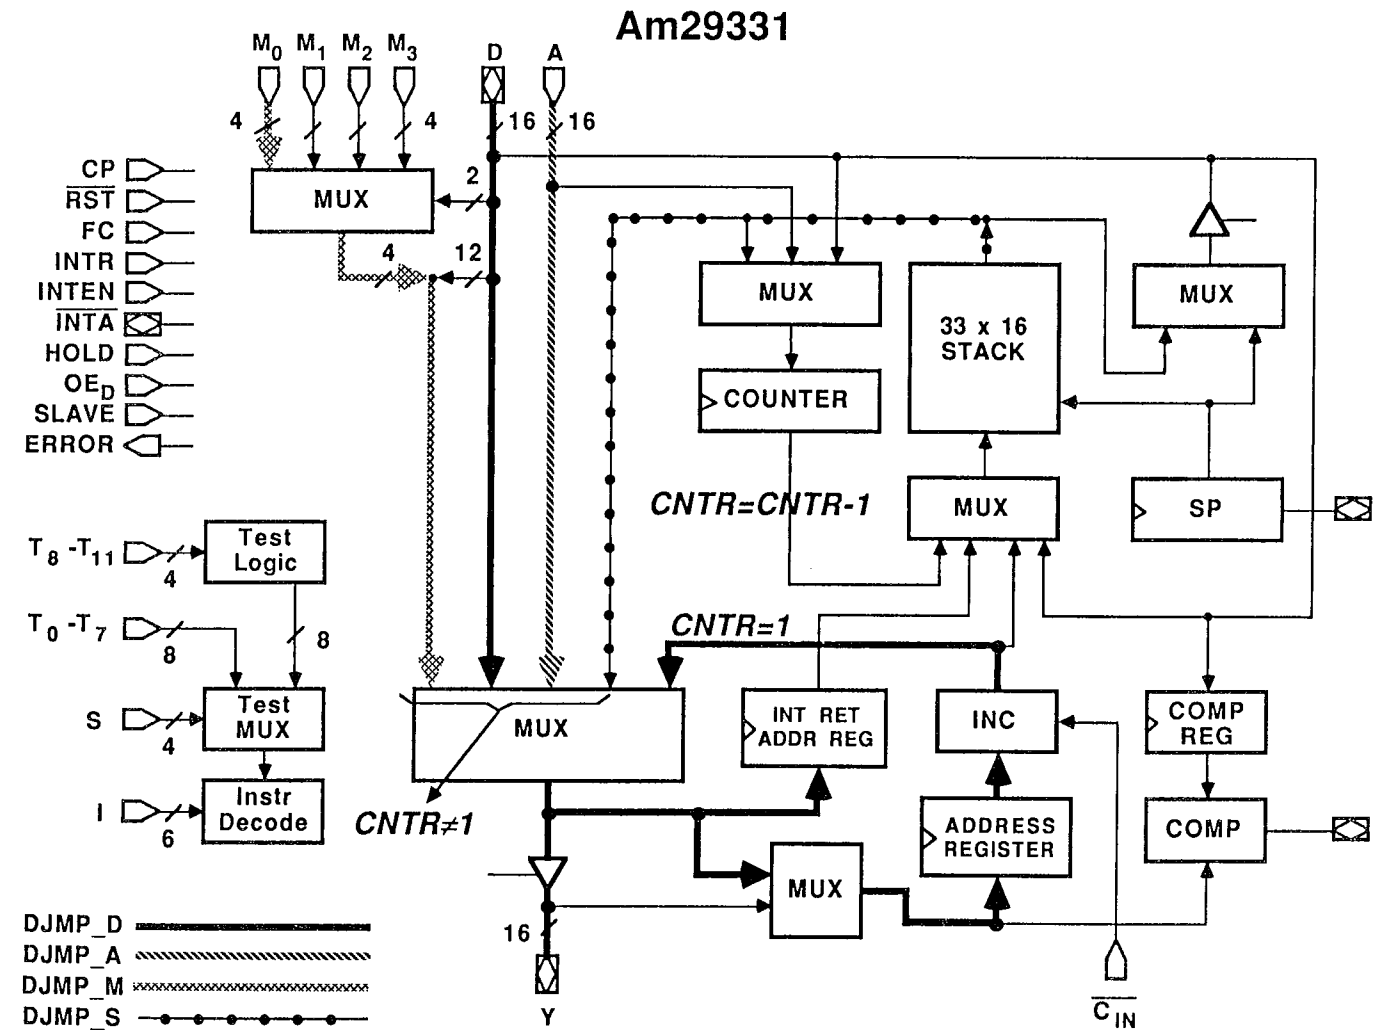 Am29331
M0 M1 M2 M3 D A
4 4 16 16
CP
RST
FC
INTR
INTEN
INTA
HOLD
OED
SLAVE
ERROR
MUX
2
4 12
MUX
COUNTER
33 x 16
STACK
MUX
CNTR=CNTR-1
MUX
SP
T8 -T11
4
Test
Logic
T0 -T7
8
8
CNTR=1
S
4
Test
MUX
I
6
Instr
Decode
MUX
CNTR≠1
INT RET
ADDR REG
INC
COMP
REG
ADDRESS
REGISTER
COMP
MUX
16
Y
CIN
DJMP_D
DJMP_A
DJMP_M
DJMP_S